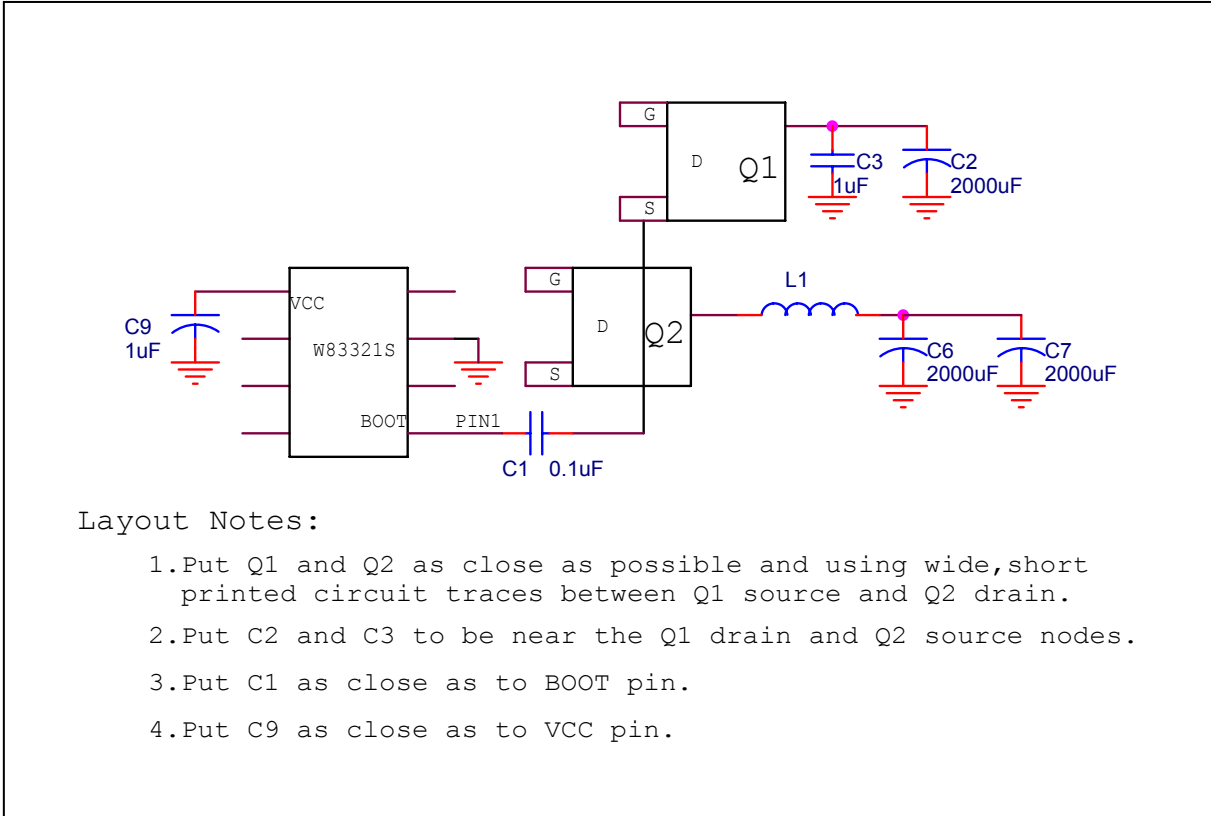 G
D
Q1
S
C3
1uF
C2
2000uF
G
D
Q2
S
L1
C6
2000uF
C7
2000uF
VCC
C9
1uF
W83321S
BOOT
PIN1
C1 0.1uF
Layout Notes:
1.Put Q1 and Q2 as close as possible and using wide,short
printed circuit traces between Q1 source and Q2 drain.
2.Put C2 and C3 to be near the Q1 drain and Q2 source nodes.
3.Put C1 as close as to BOOT pin.
4.Put C9 as close as to VCC pin.